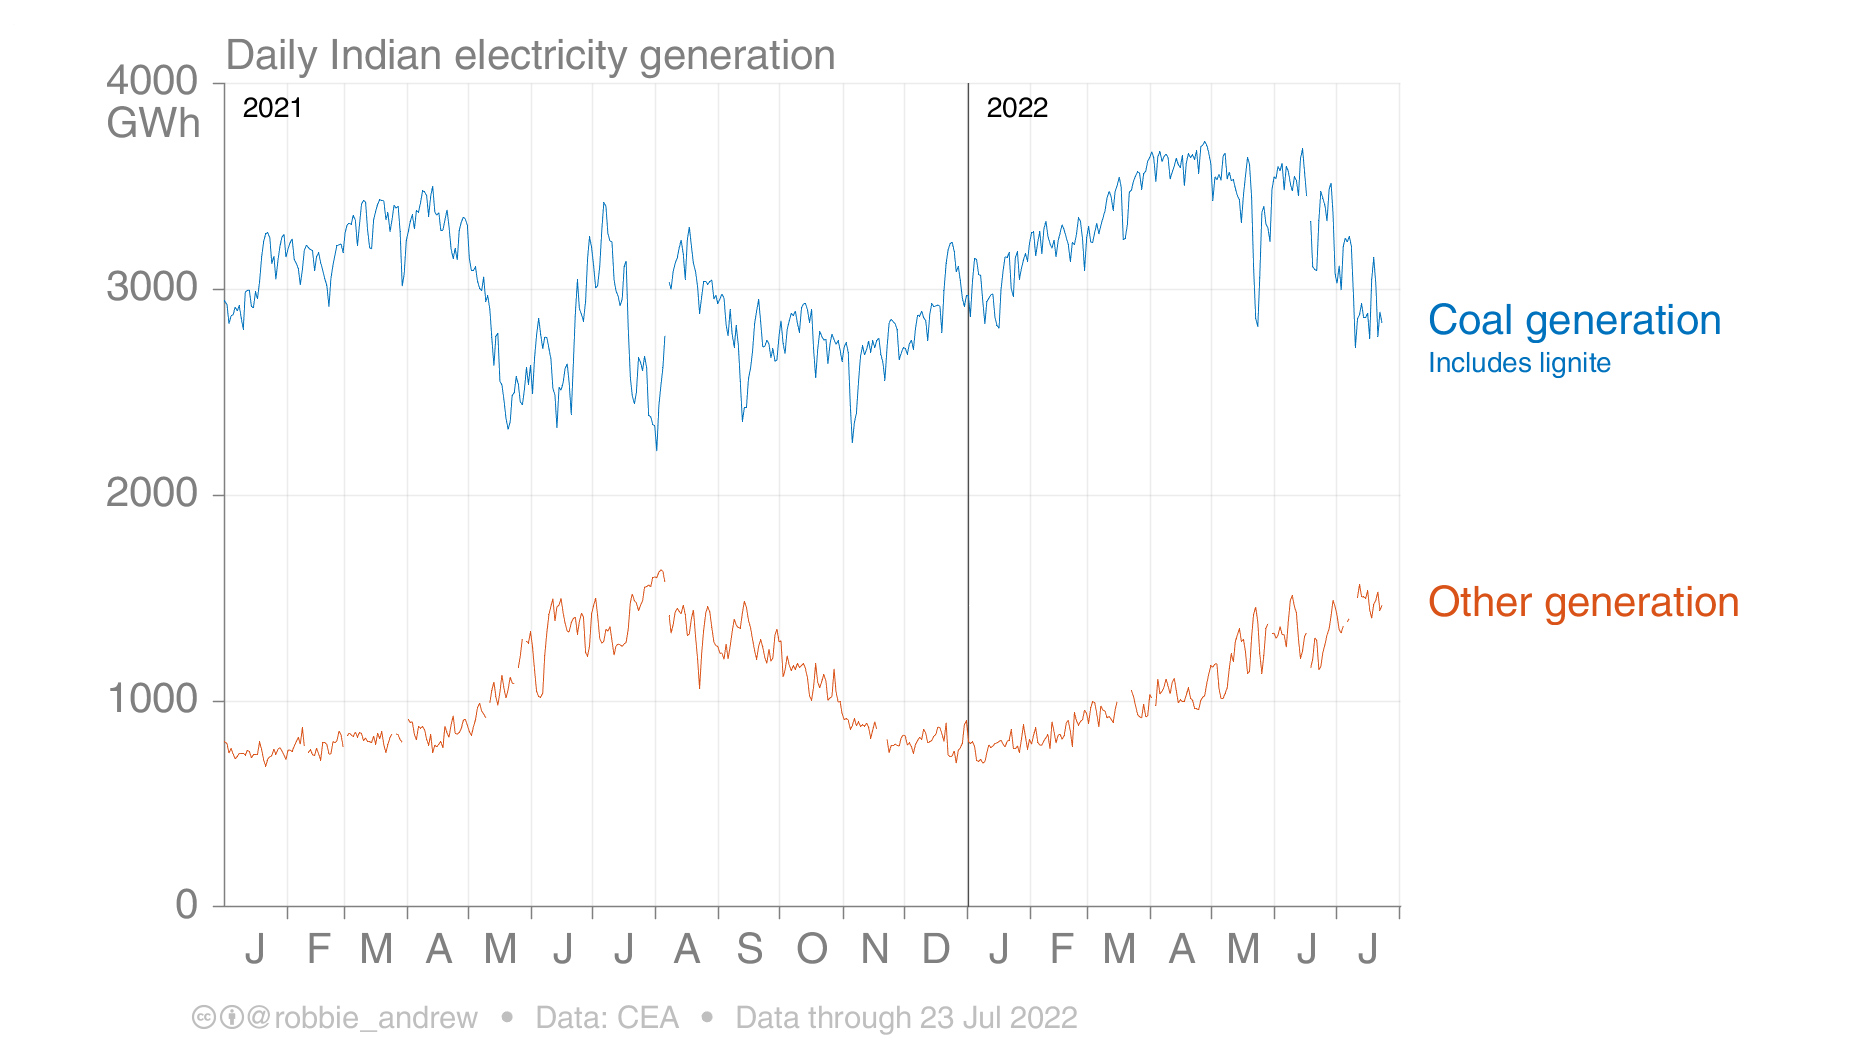 Daily Indian electricity generation
4000
GWh
2021
2022
3000
2000
1000
0
Coal generation
Includes lignite
Other generation
J F M A M J J A S O N D J F M A M J J
@robbie_andrew • Data: CEA • Data through 23 Jul 2022